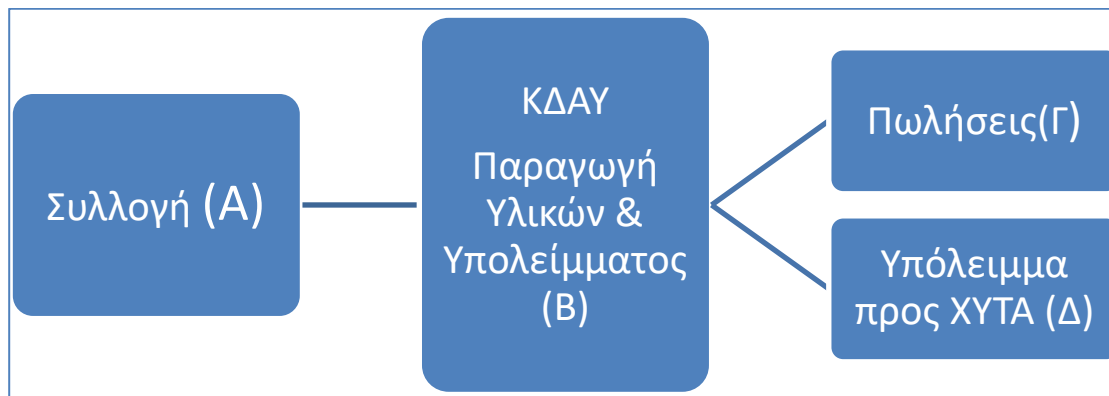 Συλλογή (Α)
ΚΔΑΥ
Παραγωγή
Υλικών &
Υπολείμματος
(Β)
Πωλήσεις(Γ)
Υπόλειμμα
προς ΧΥΤΑ (Δ)